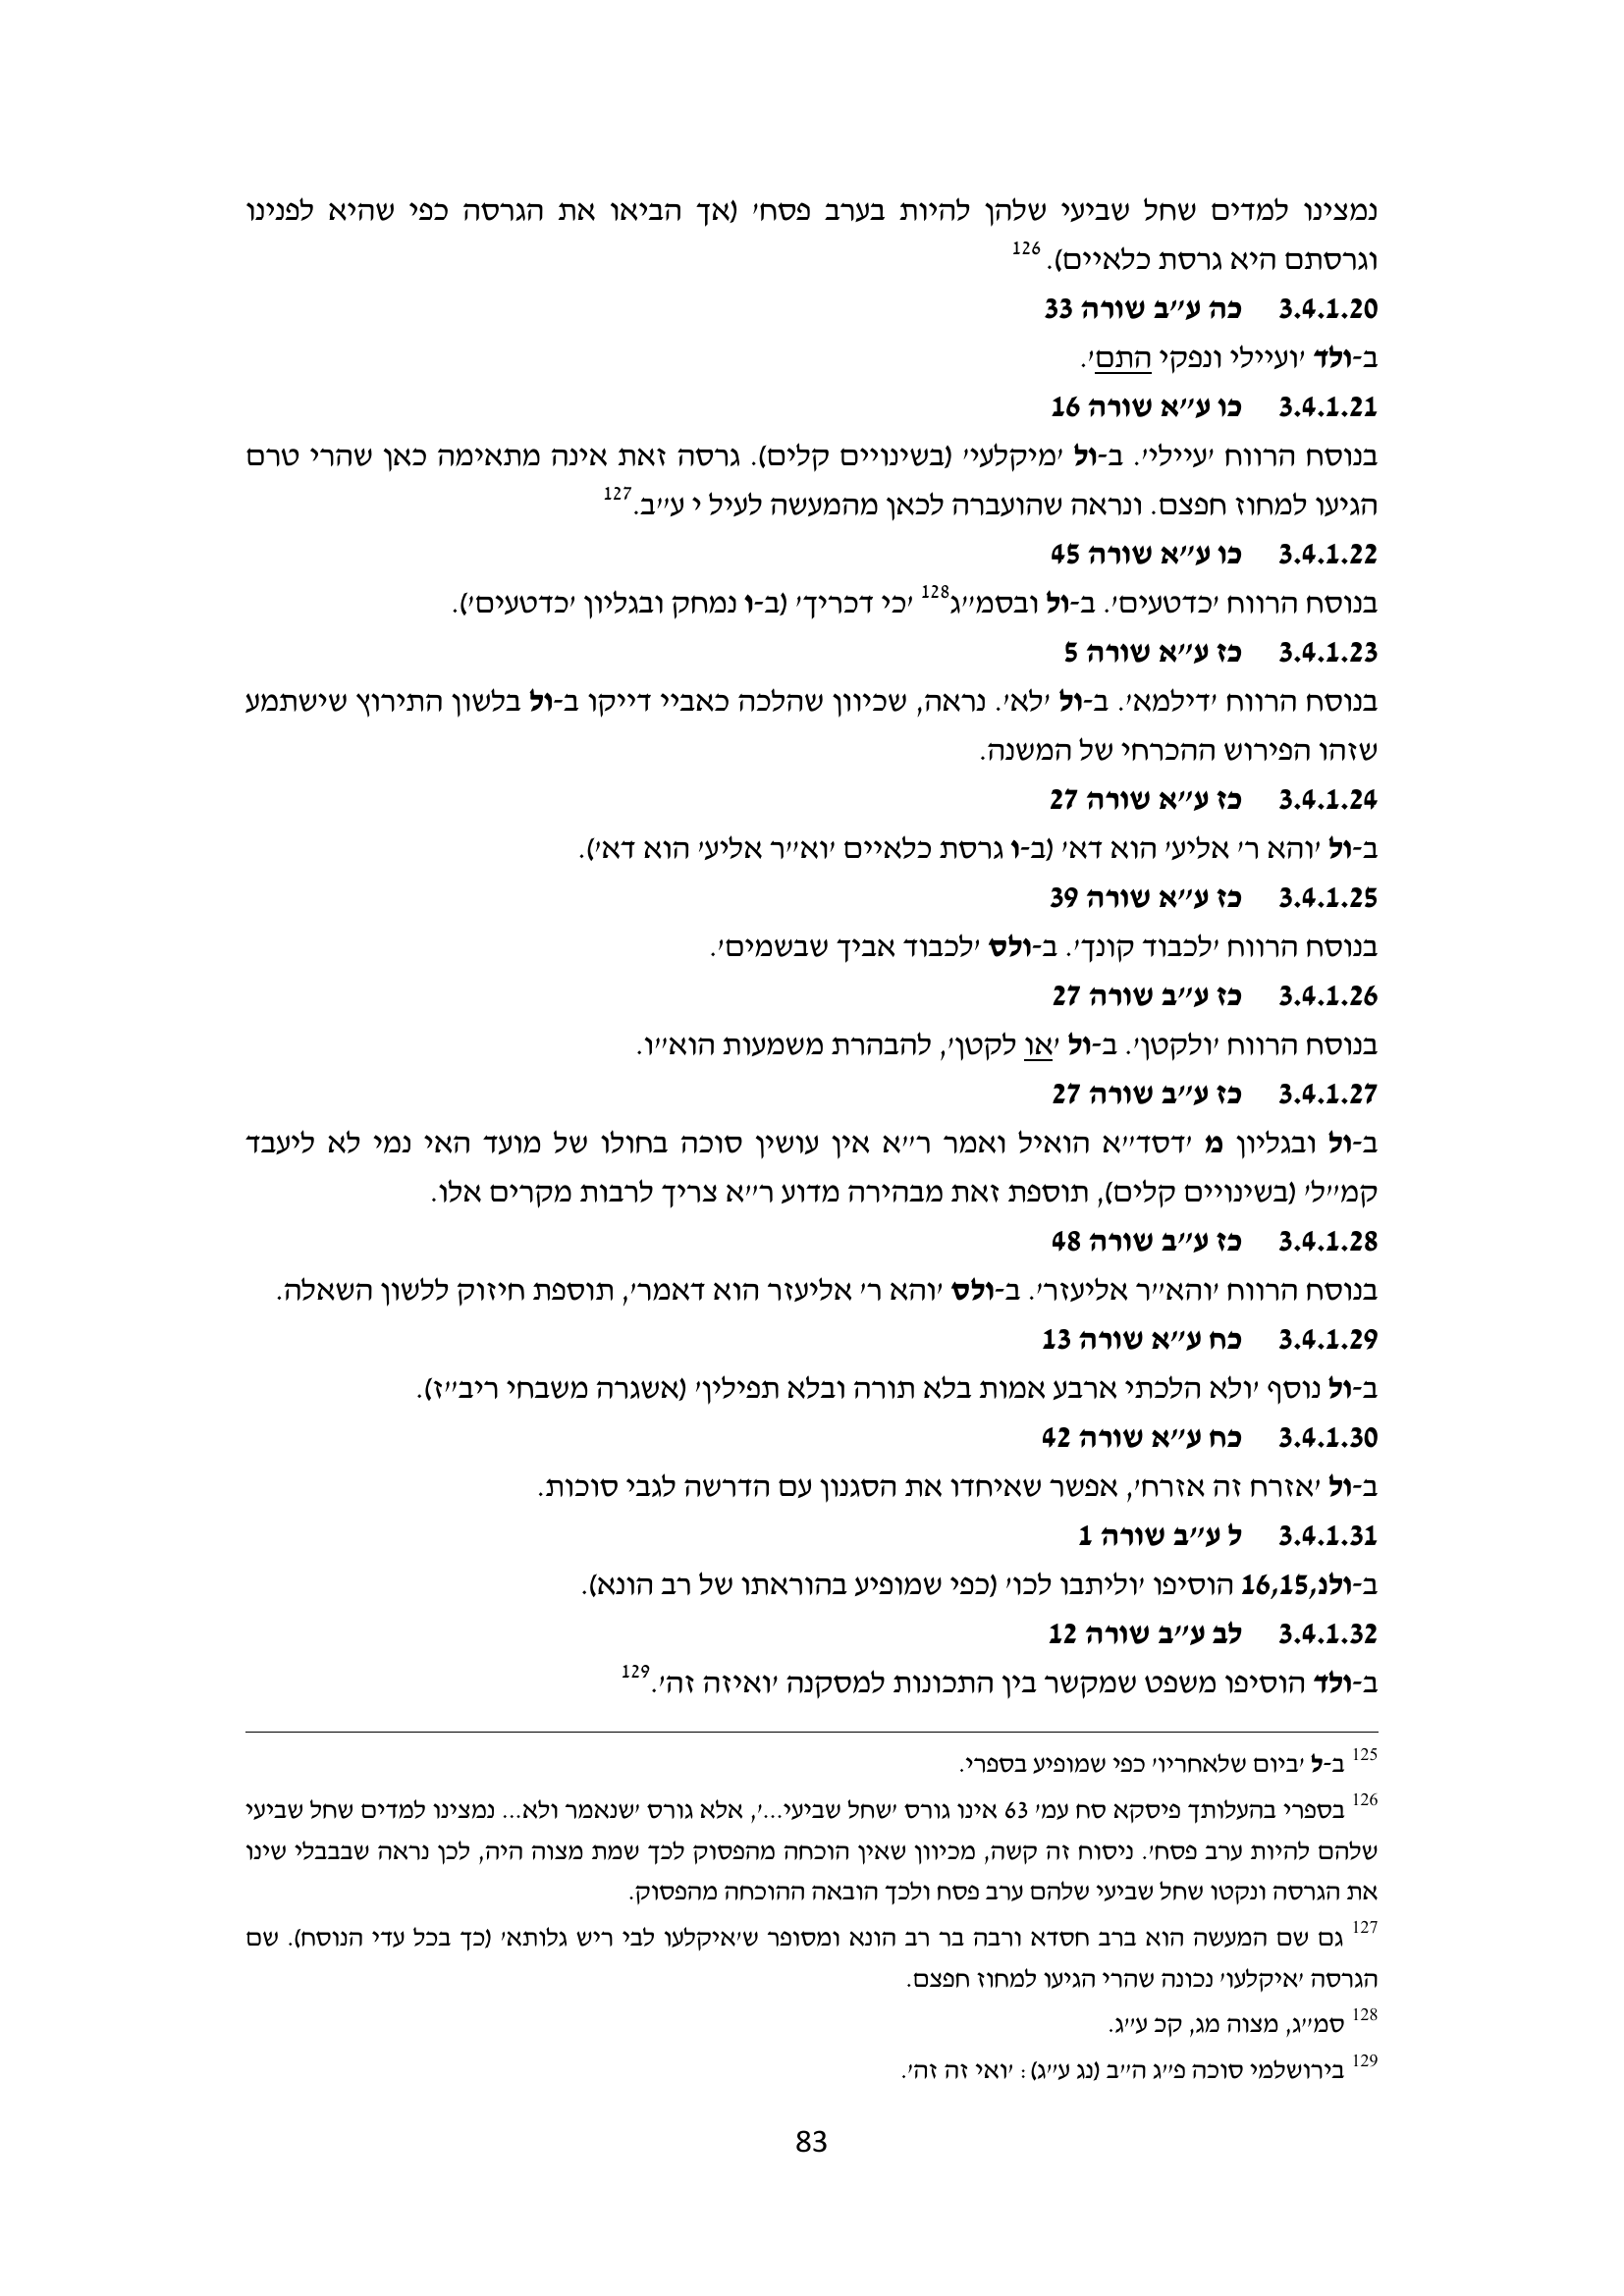 נמצינו למדים שחל שביעי שלהן להיות בערב פסח' (אך הביאו את הגרסה כפי שהיא לפנינו
וגרסתם היא גרסת כלאיים). 126
3.4.1.20 כה ע"ב שורה 33
ב-ולד 'ועיילי ונפקי התם'.
3.4.1.21 כו ע"א שורה 16
בנוסח הרווח 'עיילי'. ב-ול 'מיקלעי' (בשינויים קלים). גרסה זאת אינה מתאימה כאן שהרי טרם
הגיעו למחוז חפצם. ונראה שהועברה לכאן מהמעשה לעיל י ע"ב.127
3.4.1.22 כו ע"א שורה 45
בנוסח הרווח 'כדטעים'. ב-ול ובסמ"ג128 'כי דכריך' (ב-ו נמחק ובגליון 'כדטעים').
3.4.1.23 כז ע"א שורה 5
בנוסח הרווח 'דילמא'. ב-ול 'לא'. נראה, שכיוון שהלכה כאביי דייקו ב-ול בלשון התירוץ שישתמע
שזהו הפירוש ההכרחי של המשנה.
3.4.1.24 כז ע"א שורה 27
ב-ול 'והא ר' אליע' הוא דא' (ב-ו גרסת כלאיים 'וא"ר אליע' הוא דא').
3.4.1.25 כז ע"א שורה 39
בנוסח הרווח 'לכבוד קונך'. ב-ולס 'לכבוד אביך שבשמים'.
3.4.1.26 כז ע"ב שורה 27
בנוסח הרווח 'ולקטן'. ב-ול 'או לקטן', להבהרת משמעות הוא"ו.
3.4.1.27 כז ע"ב שורה 27
ב-ול ובגליון מ 'דסד"א הואיל ואמר ר"א אין עושין סוכה בחולו של מועד האי נמי לא ליעבד
קמ"ל' (בשינויים קלים), תוספת זאת מבהירה מדוע ר"א צריך לרבות מקרים אלו.
3.4.1.28 כז ע"ב שורה 48
בנוסח הרווח 'והא"ר אליעזר'. ב-ולס 'והא ר' אליעזר הוא דאמר', תוספת חיזוק ללשון השאלה.
3.4.1.29 כח ע"א שורה 13
ב-ול נוסף 'ולא הלכתי ארבע אמות בלא תורה ובלא תפילין' (אשגרה משבחי ריב"ז).
3.4.1.30 כח ע"א שורה 42
ב-ול 'אזרח זה אזרח', אפשר שאיחדו את הסגנון עם הדרשה לגבי סוכות.
3.4.1.31 ל ע"ב שורה 1
ב-ולנ,16,15 הוסיפו 'וליתבו לכו' (כפי שמופיע בהוראתו של רב הונא).
3.4.1.32 לב ע"ב שורה 12
ב-ולד הוסיפו משפט שמקשר בין התכונות למסקנה 'ואיזה זה'.129
125 ב-ל 'ביום שלאחריו' כפי שמופיע בספרי.
126 בספרי בהעלותך פיסקא סח עמ' 63 אינו גורס 'שחל שביעי...', אלא גורס 'שנאמר ולא... נמצינו למדים שחל שביעי
שלהם להיות ערב פסח'. ניסוח זה קשה, מכיוון שאין הוכחה מהפסוק לכך שמת מצוה היה, לכן נראה שבבבלי שינו
את הגרסה ונקטו שחל שביעי שלהם ערב פסח ולכך הובאה ההוכחה מהפסוק.
127 גם שם המעשה הוא ברב חסדא ורבה בר רב הונא ומסופר ש'איקלעו לבי ריש גלותא' (כך בכל עדי הנוסח). שם
הגרסה 'איקלעו' נכונה שהרי הגיעו למחוז חפצם.
128 סמ"ג, מצוה מג, קכ ע"ג.
129 בירושלמי סוכה פ"ג ה"ב (נג ע"ג): 'ואי זה זה'.
83